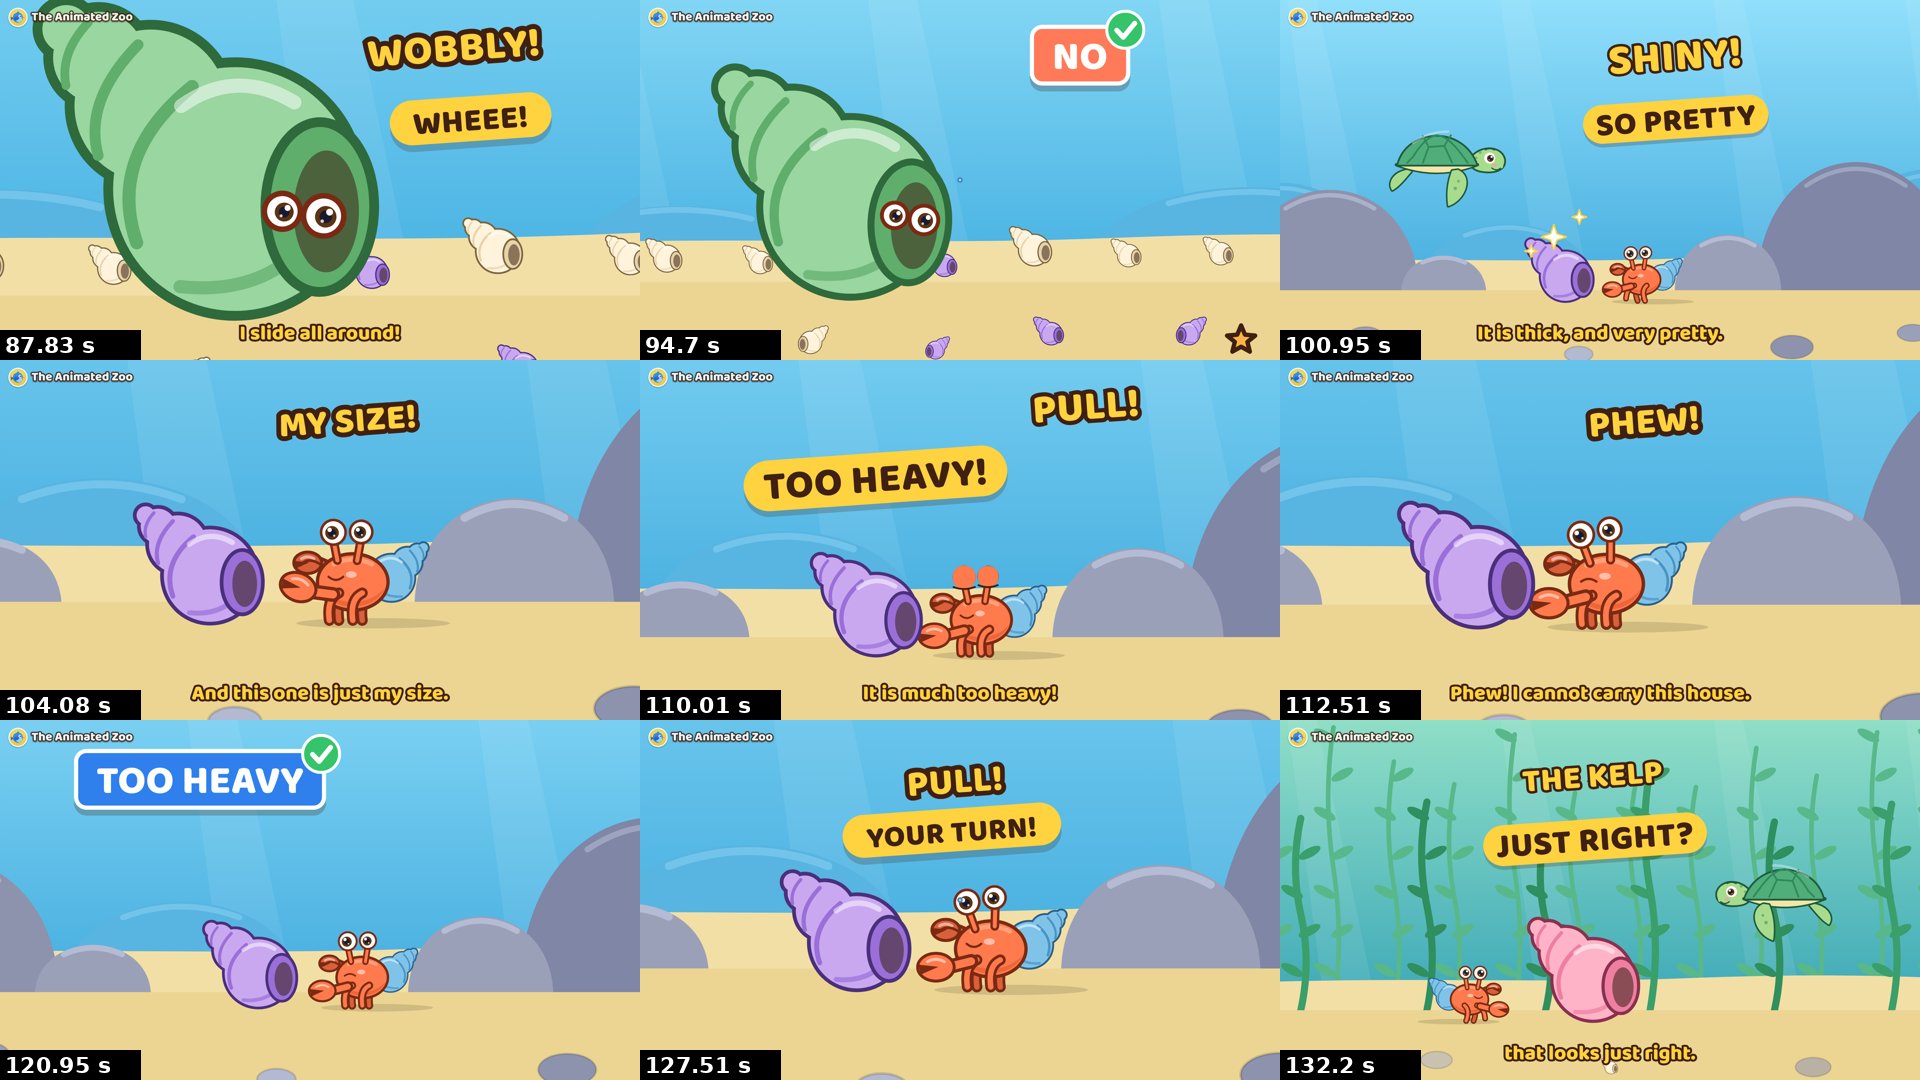 The Animated Zoo
WOBBLY!
WHEEE!
I slide all around!
87.83 s
The Animated Zoo
NO
94.7 s
The Animated Zoo
SHINY!
SO PRETTY
It is thick, and very pretty.
100.95 s
The Animated Zoo
MY SIZE!
And this one is just my size.
104.08 s
The Animated Zoo
PULL!
TOO HEAVY!
It is much too heavy!
110.01 s
The Animated Zoo
PHEW!
Phew! I cannot carry this house.
112.51 s
The Animated Zoo
TOO HEAVY
120.95 s
The Animated Zoo
PULL!
YOUR TURN!
127.51 s
The Animated Zoo
THE KELP
JUST RIGHT?
that looks just right.
132.2 s